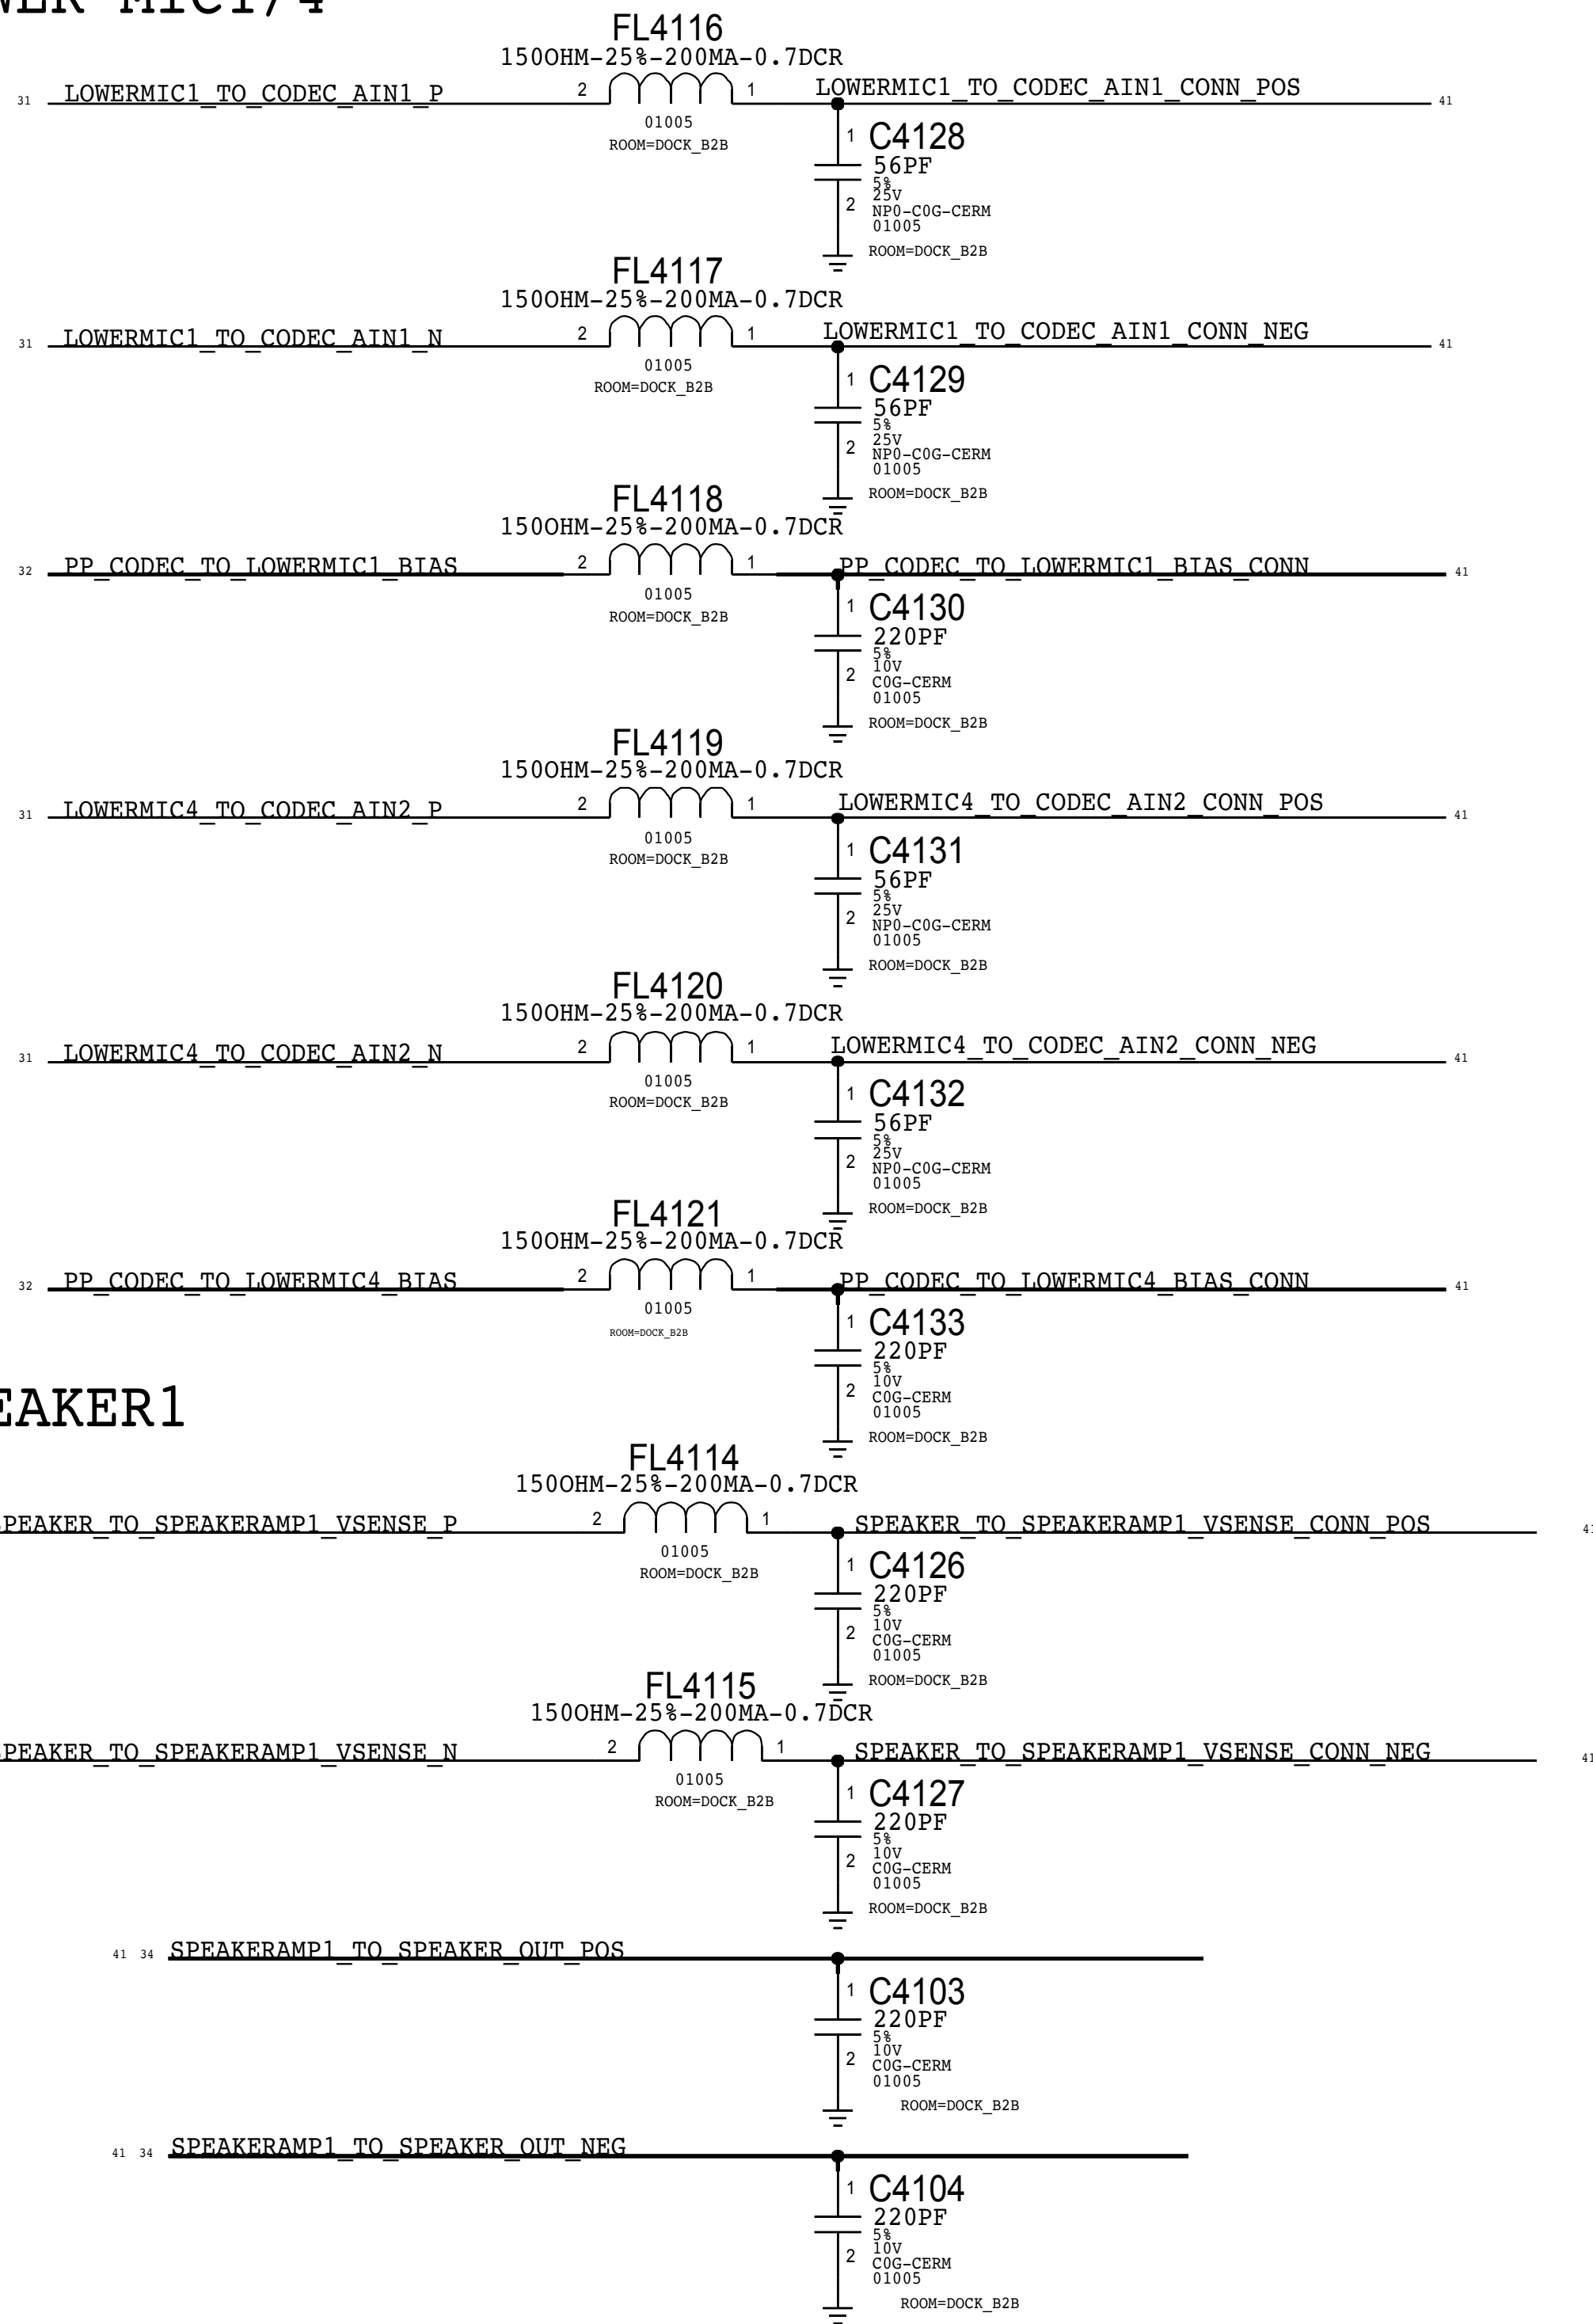 WER MIC1/4
FL4116
150OHM-25%-200MA-0.7DCR
31 LOWERMIC1_TO_CODEC_AIN1_P 2 1 LOWERMIC1_TO_CODEC_AIN1_CONN_POS 41
01005
ROOM=DOCK_B2B
1 C4128
56PF
5%
25V
2 NP0-C0G-CERM
01005
ROOM=DOCK_B2B
FL4117
150OHM-25%-200MA-0.7DCR
31 LOWERMIC1_TO_CODEC_AIN1_N 2 1 LOWERMIC1_TO_CODEC_AIN1_CONN_NEG 41
01005
ROOM=DOCK_B2B
1 C4129
56PF
5%
25V
2 NP0-C0G-CERM
01005
ROOM=DOCK_B2B
FL4118
150OHM-25%-200MA-0.7DCR
32 PP_CODEC_TO_LOWERMIC1_BIAS 2 1 PP_CODEC_TO_LOWERMIC1_BIAS_CONN 41
01005
ROOM=DOCK_B2B
1 C4130
220PF
5%
10V
2 C0G-CERM
01005
ROOM=DOCK_B2B
FL4119
150OHM-25%-200MA-0.7DCR
31 LOWERMIC4_TO_CODEC_AIN2_P 2 1 LOWERMIC4_TO_CODEC_AIN2_CONN_POS 41
01005
ROOM=DOCK_B2B
1 C4131
56PF
5%
25V
2 NP0-C0G-CERM
01005
ROOM=DOCK_B2B
FL4120
150OHM-25%-200MA-0.7DCR
31 LOWERMIC4_TO_CODEC_AIN2_N 2 1 LOWERMIC4_TO_CODEC_AIN2_CONN_NEG 41
01005
ROOM=DOCK_B2B
1 C4132
56PF
5%
25V
2 NP0-C0G-CERM
01005
ROOM=DOCK_B2B
FL4121
150OHM-25%-200MA-0.7DCR
32 PP_CODEC_TO_LOWERMIC4_BIAS 2 1 PP_CODEC_TO_LOWERMIC4_BIAS_CONN 41
01005
ROOM=DOCK_B2B
1 C4133
220PF
5%
10V
2 C0G-CERM
01005
ROOM=DOCK_B2B
EAKER1
FL4114
150OHM-25%-200MA-0.7DCR
SPEAKER_TO_SPEAKERAMP1_VSENSE_P 2 1 SPEAKER_TO_SPEAKERAMP1_VSENSE_CONN_POS 41
01005
ROOM=DOCK_B2B
1 C4126
220PF
5%
10V
2 C0G-CERM
01005
ROOM=DOCK_B2B
FL4115
150OHM-25%-200MA-0.7DCR
SPEAKER_TO_SPEAKERAMP1_VSENSE_N 2 1 SPEAKER_TO_SPEAKERAMP1_VSENSE_CONN_NEG 41
01005
ROOM=DOCK_B2B
1 C4127
220PF
5%
10V
2 C0G-CERM
01005
ROOM=DOCK_B2B
41 34 SPEAKERAMP1_TO_SPEAKER_OUT_POS
1 C4103
220PF
5%
10V
2 C0G-CERM
01005
ROOM=DOCK_B2B
41 34 SPEAKERAMP1_TO_SPEAKER_OUT_NEG
1 C4104
220PF
5%
10V
2 C0G-CERM
01005
ROOM=DOCK_B2B